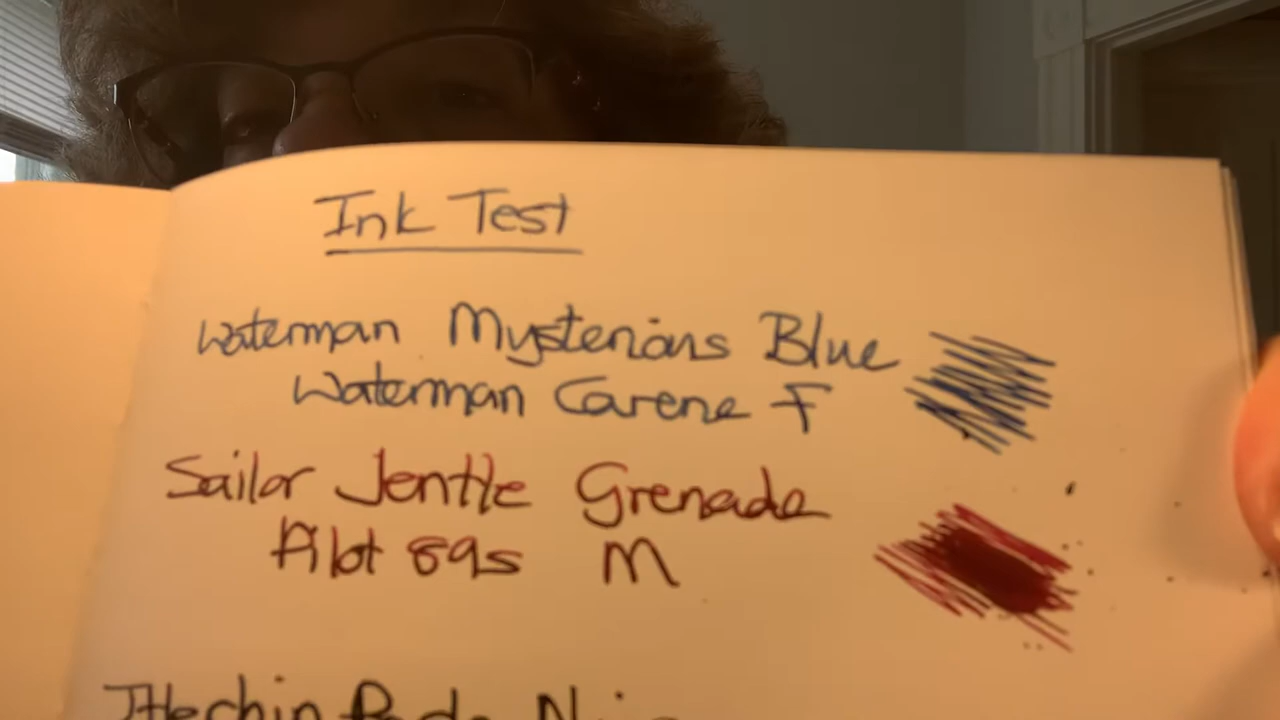 Ink Test
Waterman Mysterious Blue
Waterman Carene F
Sailor Jentle Grenade
Pilot 89s M